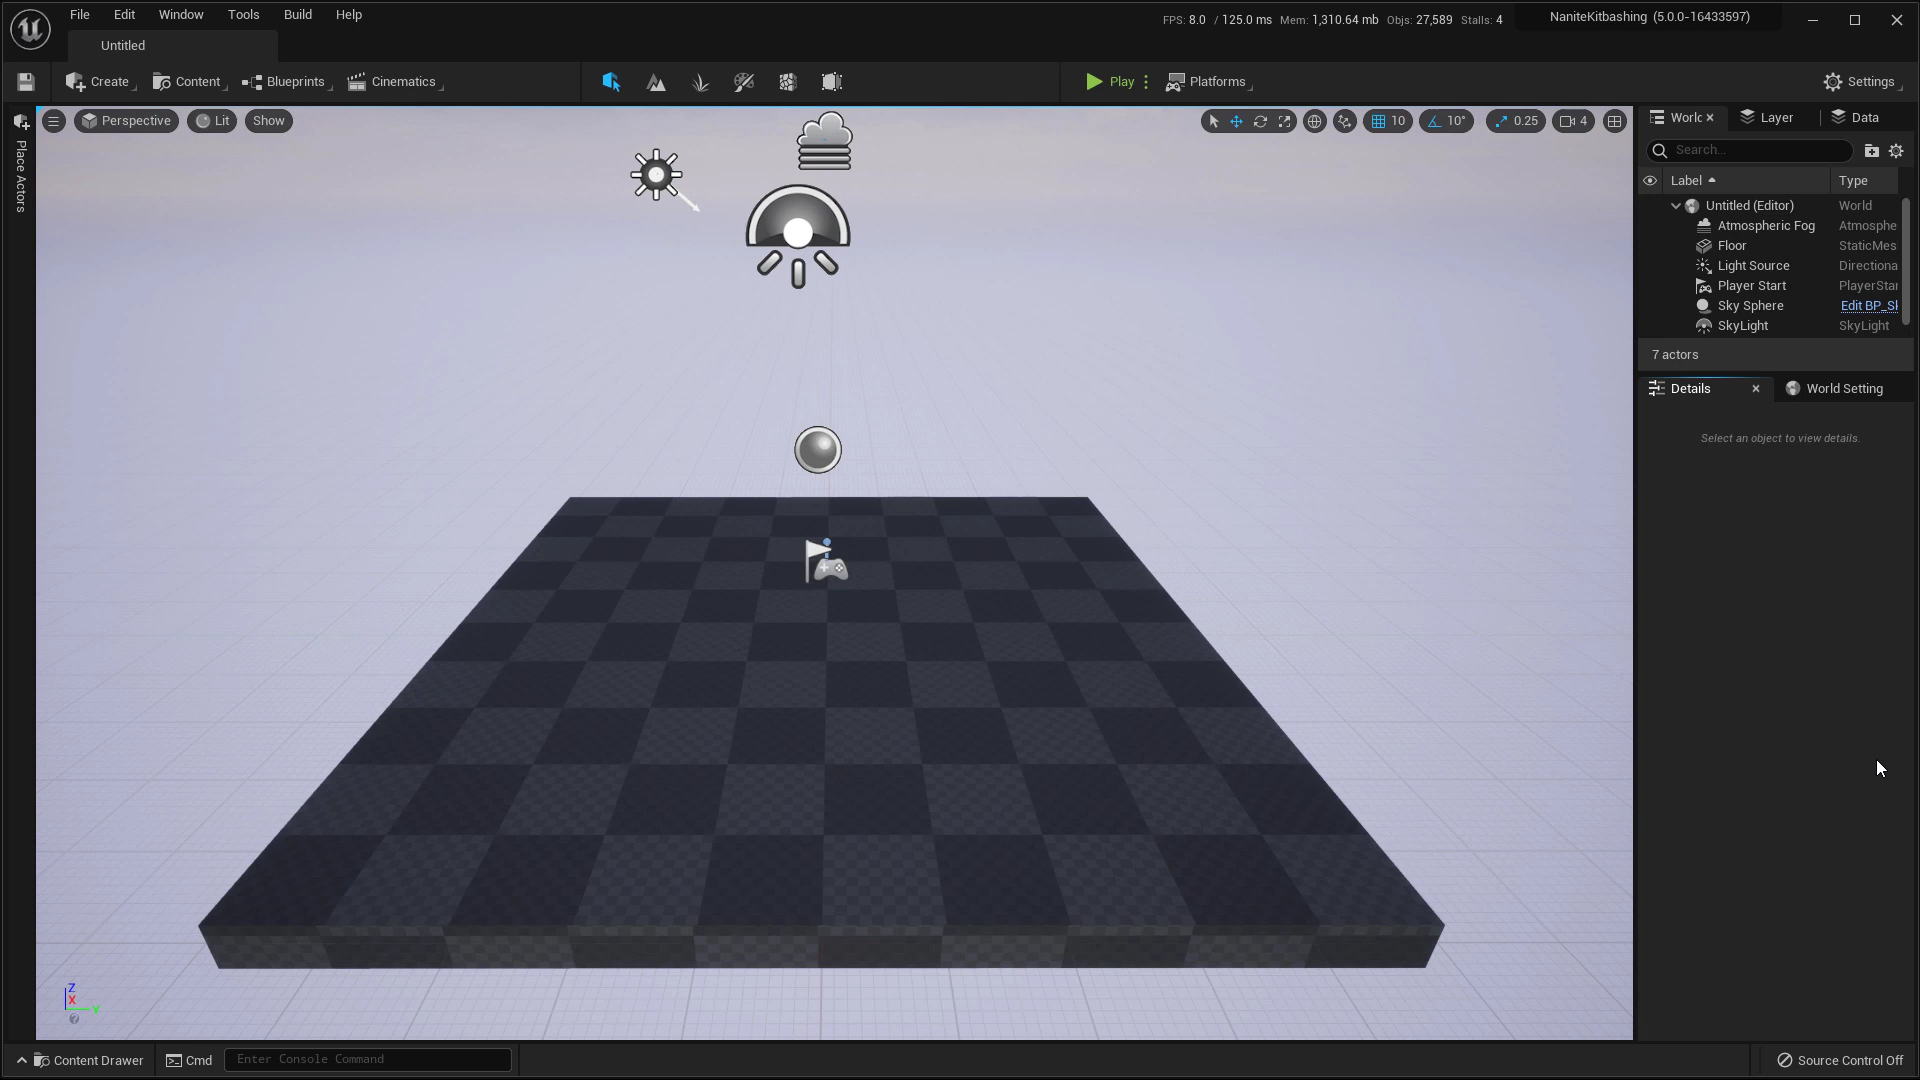 File Edit Window Tools Build Help
FPS: 8.0 / 125.0 ms Mem: 1,310.64 mb Objs: 27,589 Stalls: 4
NaniteKitbashing (5.0.0-16433597)
Untitled
Create Content Blueprints Cinematics Play Platforms Settings
Place Actors
Perspective Lit Show 10 10° 0.25 4
Worlc Layer Data
Search...
Label Type
Untitled (Editor) World
Atmospheric Fog Atmosphe
Floor StaticMes
Light Source Directiona
Player Start PlayerStar
Sky Sphere Edit BP_Sk
SkyLight SkyLight
7 actors
Details World Setting
Select an object to view details.
Z
X
Y
Content Drawer Cmd Enter Console Command Source Control Off